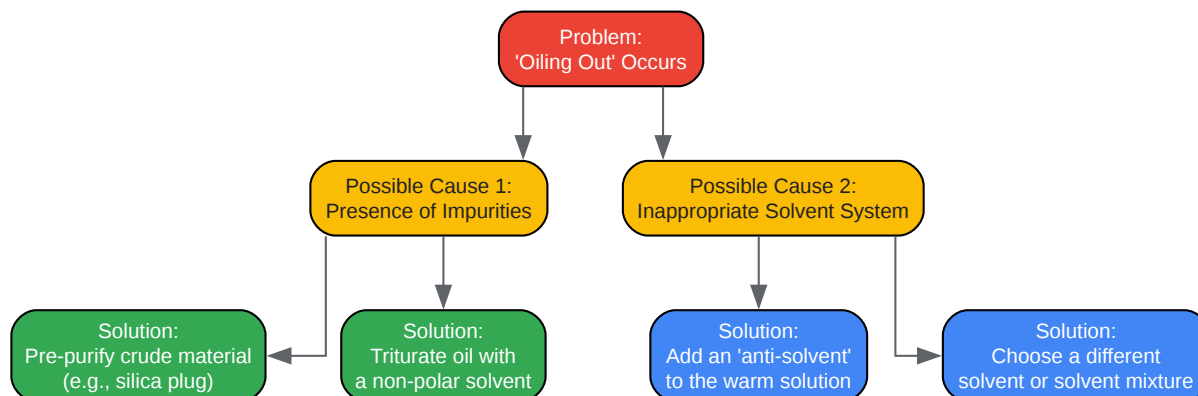 Problem:
'Oiling Out' Occurs
Possible Cause 1:
Presence of Impurities
Possible Cause 2:
Inappropriate Solvent System
Solution:
Pre-purify crude material
(e.g., silica plug)
Solution:
Triturate oil with
a non-polar solvent
Solution:
Add an 'anti-solvent'
to the warm solution
Solution:
Choose a different
solvent or solvent mixture